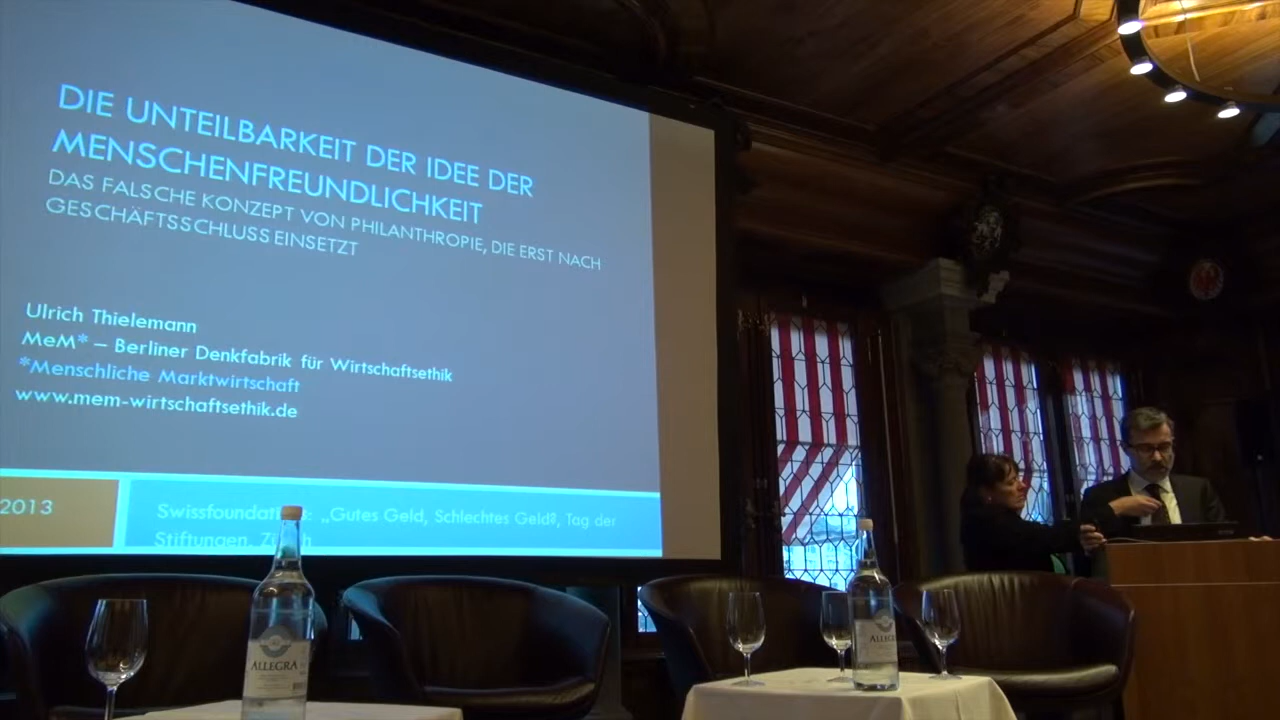 DIE UNTEILBARKEIT DER IDEE DER
MENSCHENFREUNDLICHKEIT
DAS FALSCHE KONZEPT VON PHILANTHROPIE, DIE ERST NACH
GESCHÄFTSSCHLUSS EINSETZT
Ulrich Thielemann
MeM* – Berliner Denkfabrik für Wirtschaftsethik
*Menschliche Marktwirtschaft
www.mem-wirtschaftsethik.de
2013
„Gutes Geld, Schlechtes Geld?, Tag der
Stiftungen,
ALLEGRA
ALLEGRA